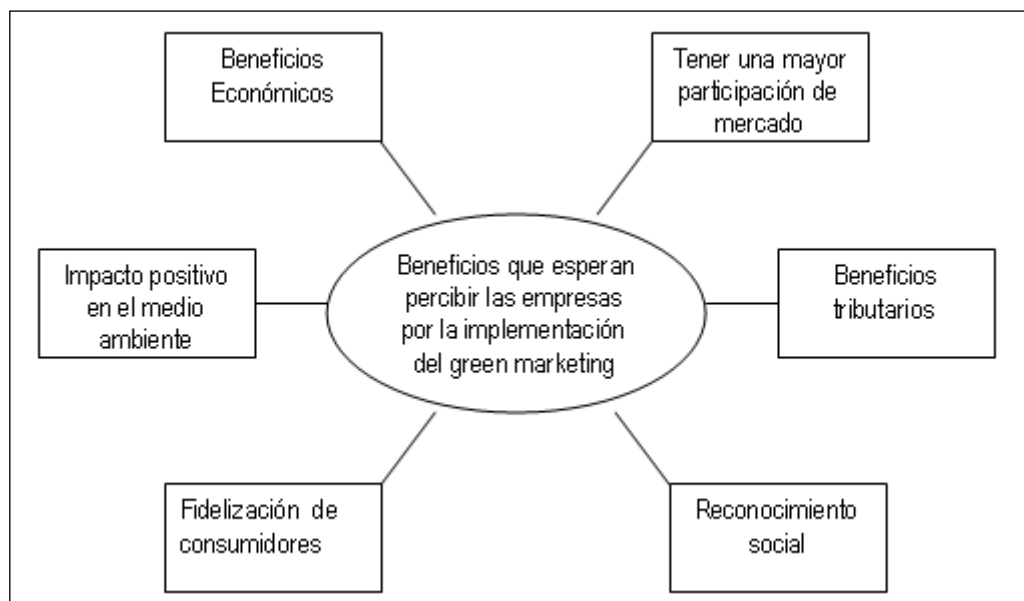 Beneficios
Económicos
Tener una mayor
participación de
mercado
Impacto positivo
en el medio
ambiente
Beneficios que esperan
percibir las empresas
por la implementación
del green marketing
Beneficios
tributarios
Fidelización de
consumidores
Reconocimiento
social